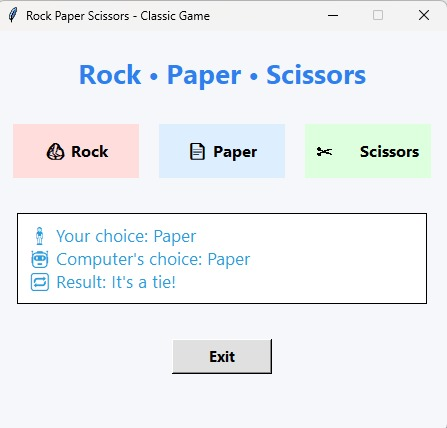 Rock Paper Scissors - Classic Game
Rock • Paper • Scissors
Rock Paper Scissors
Your choice: Paper
Computer's choice: Paper
Result: It's a tie!
Exit